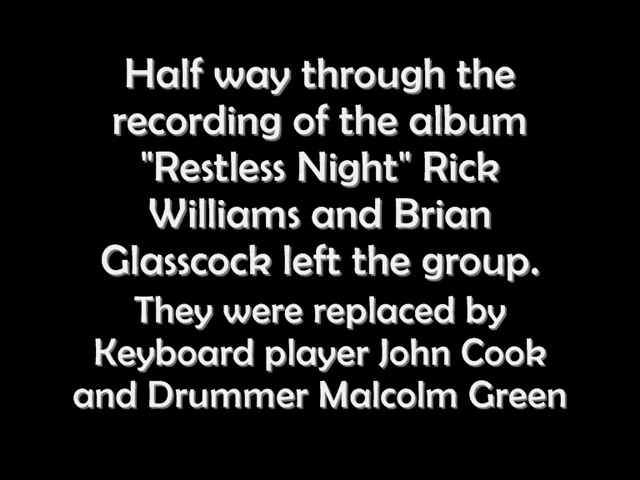 Half way through the
recording of the album
"Restless Night" Rick
Williams and Brian
Glasscock left the group.
They were replaced by
Keyboard player John Cook
and Drummer Malcolm Green